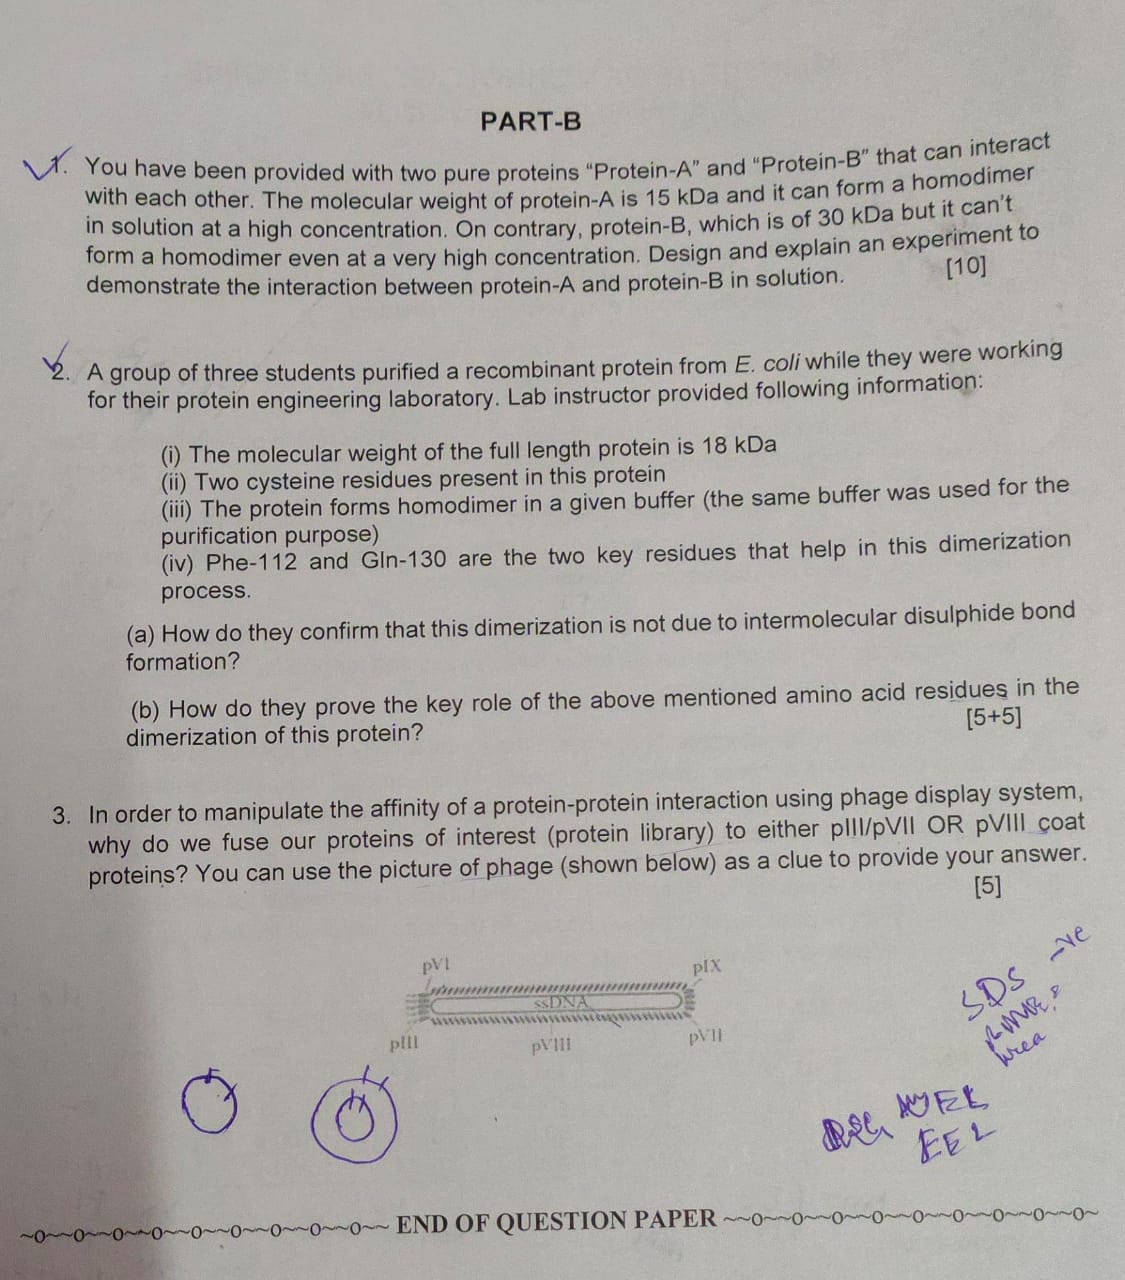 PART-B
1. You have been provided with two pure proteins "Protein-A" and "Protein-B" that can interact
with each other. The molecular weight of protein-A is 15 kDa and it can form a homodimer
in solution at a high concentration. On contrary, protein-B, which is of 30 kDa but it can't
form a homodimer even at a very high concentration. Design and explain an experiment to
demonstrate the interaction between protein-A and protein-B in solution. [10]
2. A group of three students purified a recombinant protein from E. coli while they were working
for their protein engineering laboratory. Lab instructor provided following information:
(i) The molecular weight of the full length protein is 18 kDa
(ii) Two cysteine residues present in this protein
(iii) The protein forms homodimer in a given buffer (the same buffer was used for the
purification purpose)
(iv) Phe-112 and Gln-130 are the two key residues that help in this dimerization
process.
(a) How do they confirm that this dimerization is not due to intermolecular disulphide bond
formation?
(b) How do they prove the key role of the above mentioned amino acid residues in the
dimerization of this protein? [5+5]
3. In order to manipulate the affinity of a protein-protein interaction using phage display system,
why do we fuse our proteins of interest (protein library) to either pIII/pVII OR pVIII coat
proteins? You can use the picture of phage (shown below) as a clue to provide your answer.
[5]
pVI pIX
ssDNA
pIII pVIII pVII
SDS -ve
Urea
EEL
~0~~0~~0~~0~~0~~0~~0~~0~~0~~ END OF QUESTION PAPER ~~0~~0~~0~~0~~0~~0~~0~~0~~0~